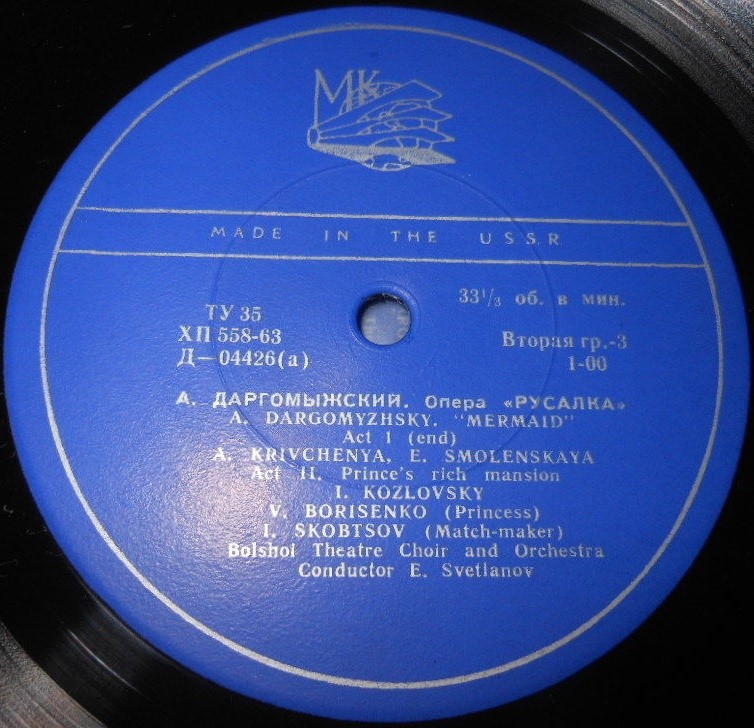 МК
MADE IN THE U.S.S.R.
33 1/3 об. в мин.
ТУ 35
ХП 558-63
Вторая гр.-3
Д—04426(а)
1-00
А. ДАРГОМЫЖСКИЙ. Опера «РУСАЛКА»
A. DARGOMYZHSKY. "MERMAID"
Act I (end)
A. KRIVCHENYA, E. SMOLENSKAYA
Act II. Prince's rich mansion
I. KOZLOVSKY
V. BORISENKO (Princess)
I. SKOBTSOV (Match-maker)
Bolshoi Theatre Choir and Orchestra
Conductor E. Svetlanov